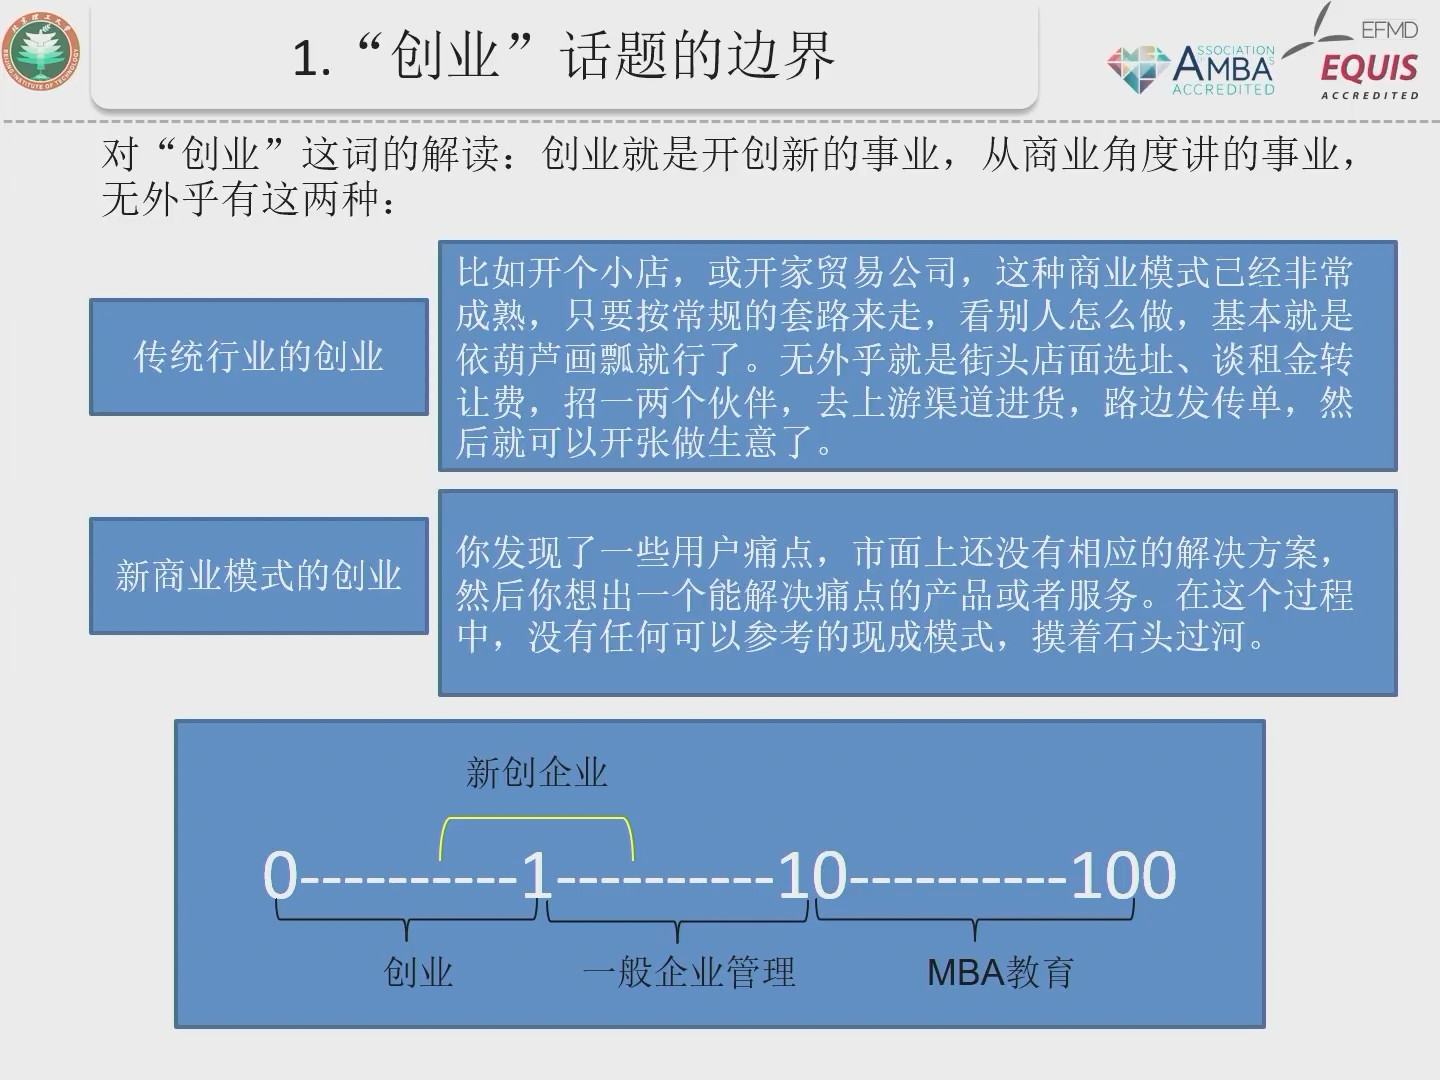 1.“创业”话题的边界
北京理工大学
BEIJING INSTITUTE OF TECHNOLOGY
ASSOCIATION
AMBA'S
ACCREDITED
EFMD
EQUIS
ACCREDITED
对“创业”这词的解读：创业就是开创新的事业，从商业角度讲的事业，
无外乎有这两种：
传统行业的创业
比如开个小店，或开家贸易公司，这种商业模式已经非常
成熟，只要按常规的套路来走，看别人怎么做，基本就是
依葫芦画瓢就行了。无外乎就是街头店面选址、谈租金转
让费，招一两个伙伴，去上游渠道进货，路边发传单，然
后就可以开张做生意了。
新商业模式的创业
你发现了一些用户痛点，市面上还没有相应的解决方案，
然后你想出一个能解决痛点的产品或者服务。在这个过程
中，没有任何可以参考的现成模式，摸着石头过河。
新创企业
0----------1----------10----------100
创业
一般企业管理
MBA教育